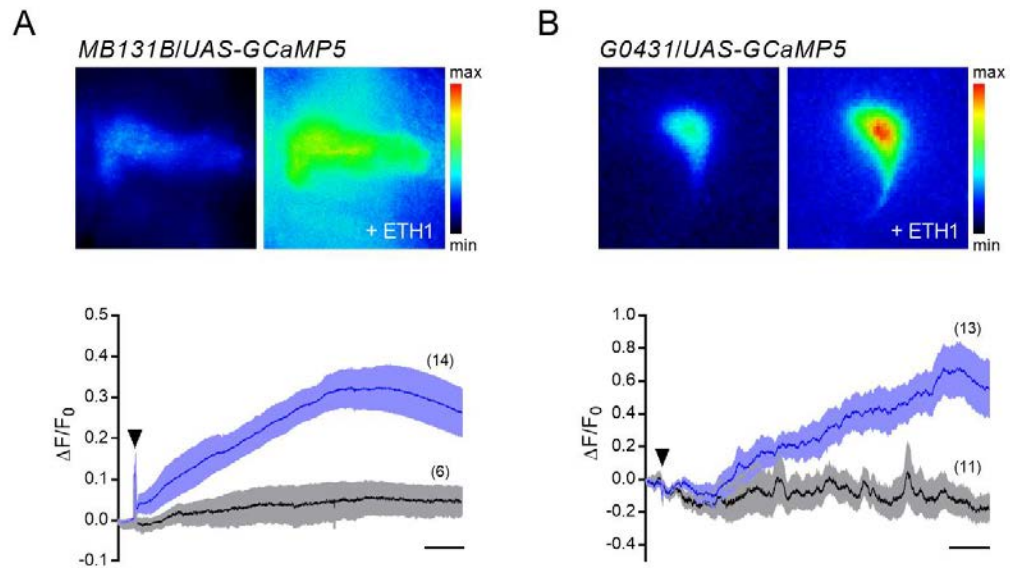 A
MB131B/UAS-GCaMP5
max
min
+ ETH1
B
G0431/UAS-GCaMP5
max
min
+ ETH1
0.5
0.4
0.3
0.2
0.1
0.0
-0.1
ΔF/F0
(14)
(6)
1.0
0.8
0.6
0.4
0.2
0.0
-0.2
-0.4
ΔF/F0
(13)
(11)